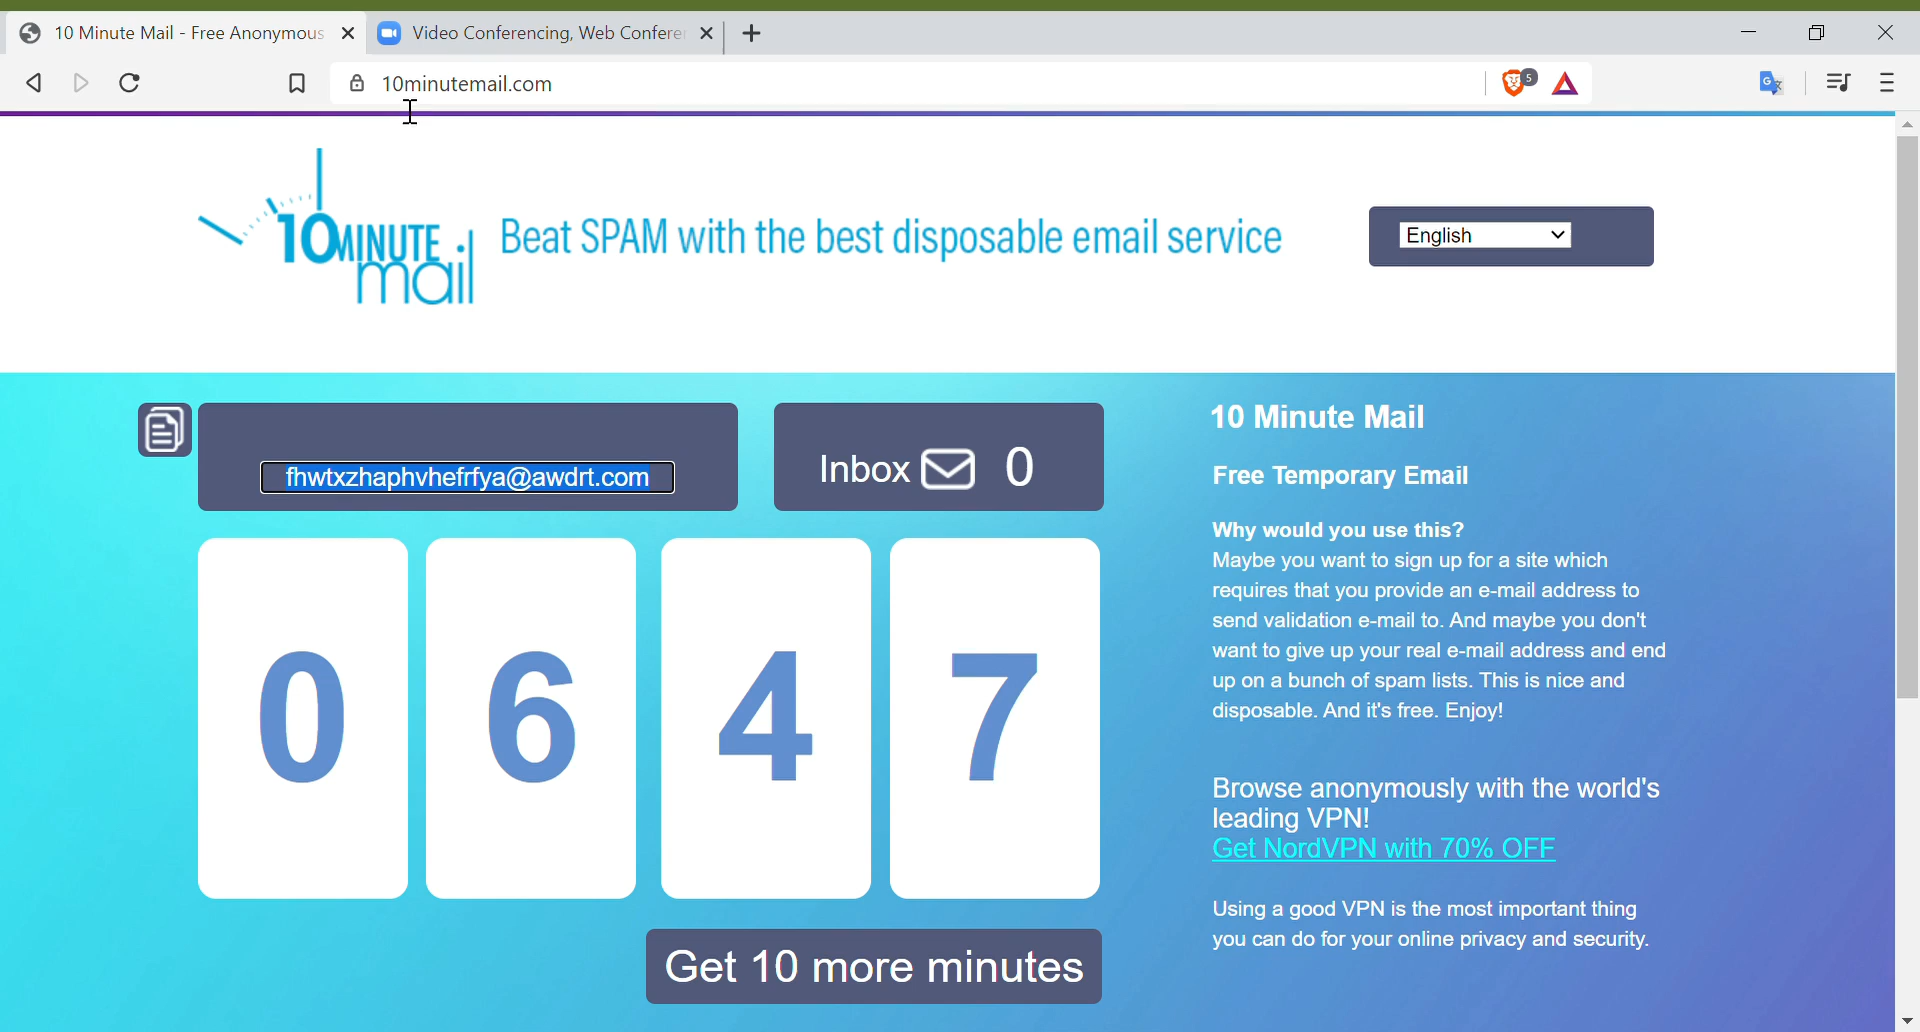 10 Minute Mail - Free Anonymous
Video Conferencing, Web Conferen
10minutemail.com
5
10MINUTE
mail
Beat SPAM with the best disposable email service
English
fhwtxzhaphvhefrfya@awdrt.com
Inbox 0
0 6 4 7
Get 10 more minutes
10 Minute Mail
Free Temporary Email
Why would you use this?
Maybe you want to sign up for a site which
requires that you provide an e-mail address to
send validation e-mail to. And maybe you don't
want to give up your real e-mail address and end
up on a bunch of spam lists. This is nice and
disposable. And it's free. Enjoy!
Browse anonymously with the world's
leading VPN!
Get NordVPN with 70% OFF
Using a good VPN is the most important thing
you can do for your online privacy and security.